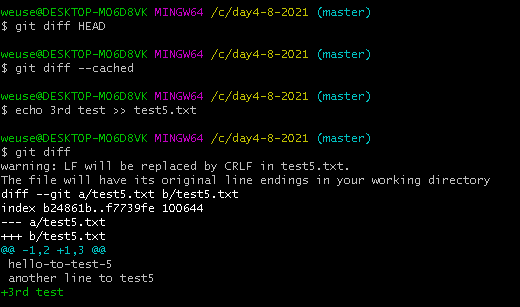 weuse@DESKTOP-MO6D8VK MINGW64 /c/day4-8-2021 (master)
$ git diff HEAD
weuse@DESKTOP-MO6D8VK MINGW64 /c/day4-8-2021 (master)
$ git diff --cached
weuse@DESKTOP-MO6D8VK MINGW64 /c/day4-8-2021 (master)
$ echo 3rd test >> test5.txt
weuse@DESKTOP-MO6D8VK MINGW64 /c/day4-8-2021 (master)
$ git diff
warning: LF will be replaced by CRLF in test5.txt.
The file will have its original line endings in your working directory
diff --git a/test5.txt b/test5.txt
index b24861b..f7739fe 100644
--- a/test5.txt
+++ b/test5.txt
@@ -1,2 +1,3 @@
 hello-to-test-5
 another line to test5
+3rd test